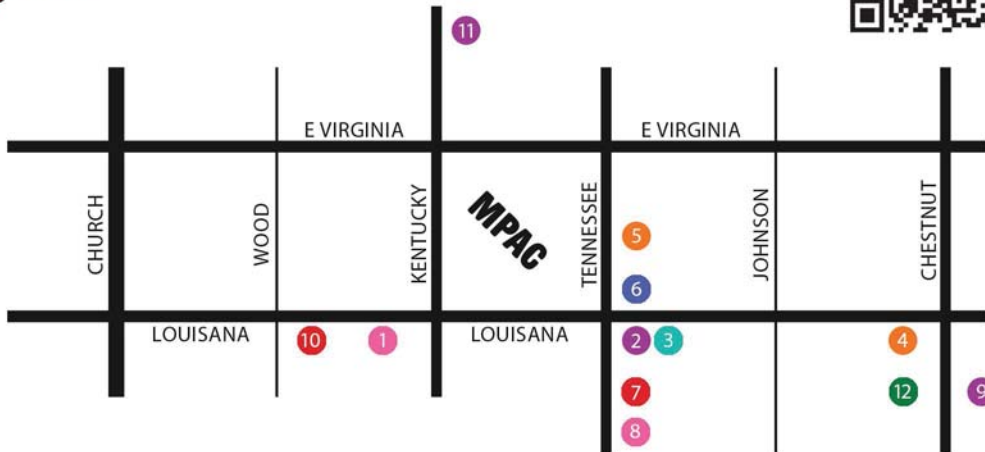 11
E VIRGINIA
E VIRGINIA
CHURCH
WOOD
KENTUCKY
MPAC
TENNESSEE
5
JOHNSON
CHESTNUT
6
LOUISANA
10
1
LOUISANA
2
3
4
7
12
9
8